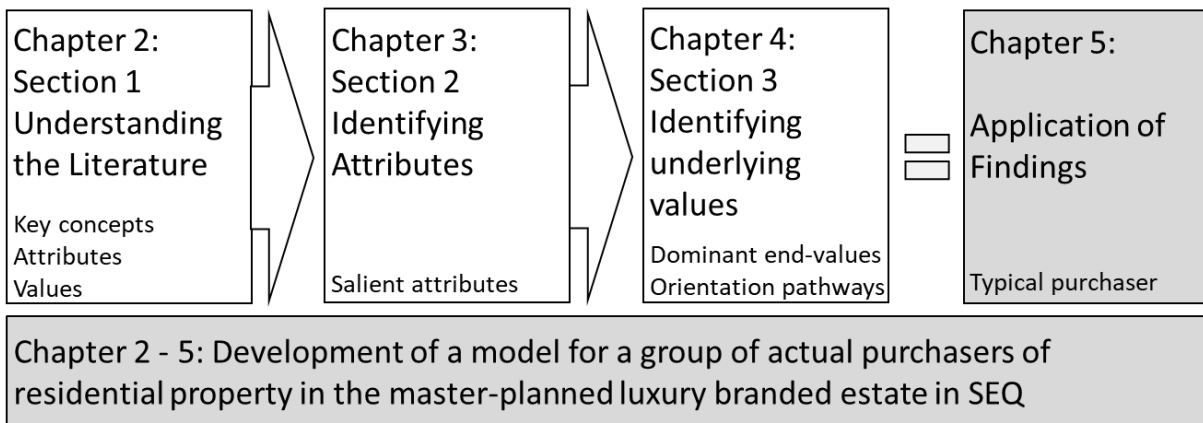 Chapter 2:
Section 1
Understanding
the Literature
Key concepts
Attributes
Values
Chapter 3:
Section 2
Identifying
Attributes
Salient attributes
Chapter 4:
Section 3
Identifying
underlying
values
Dominant end-values
Orientation pathways
Chapter 5:
Application of
Findings
Typical purchaser
Chapter 2 - 5: Development of a model for a group of actual purchasers of
residential property in the master-planned luxury branded estate in SEQ